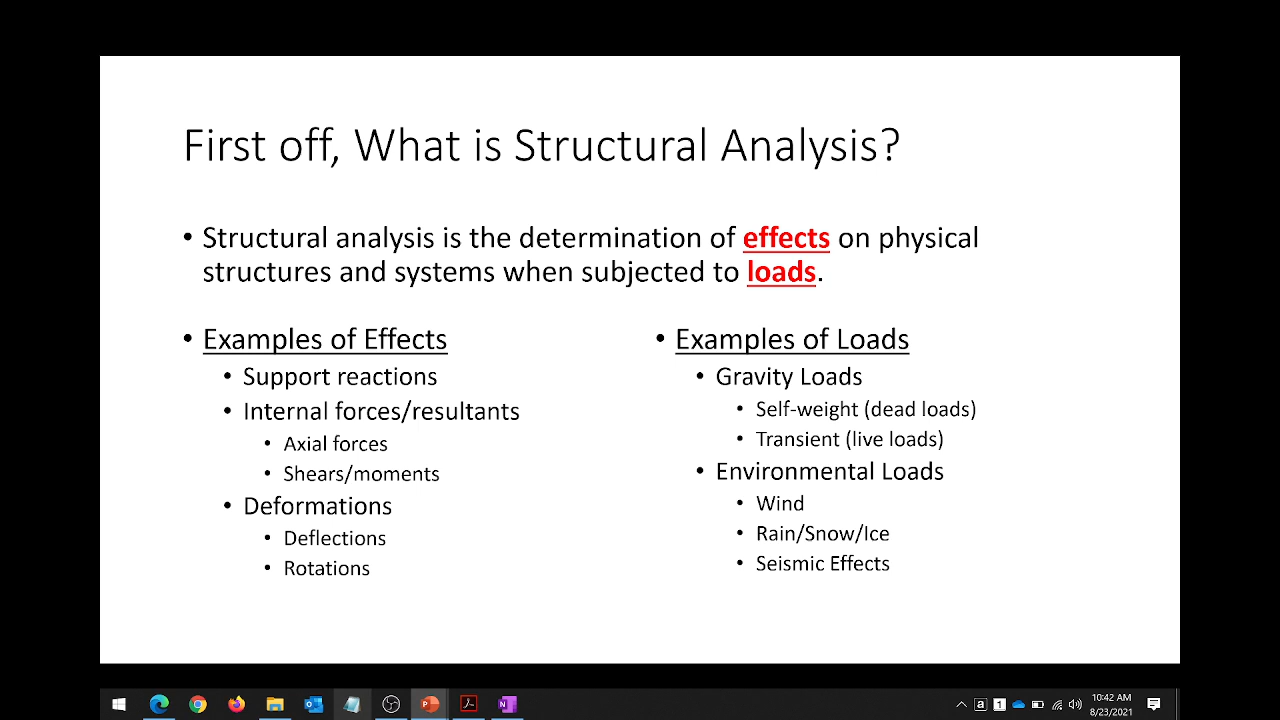 First off, What is Structural Analysis?
• Structural analysis is the determination of effects on physical
structures and systems when subjected to loads.
• Examples of Effects
• Support reactions
• Internal forces/resultants
• Axial forces
• Shears/moments
• Deformations
• Deflections
• Rotations
• Examples of Loads
• Gravity Loads
• Self-weight (dead loads)
• Transient (live loads)
• Environmental Loads
• Wind
• Rain/Snow/Ice
• Seismic Effects
a 1
10:42 AM
8/23/2021